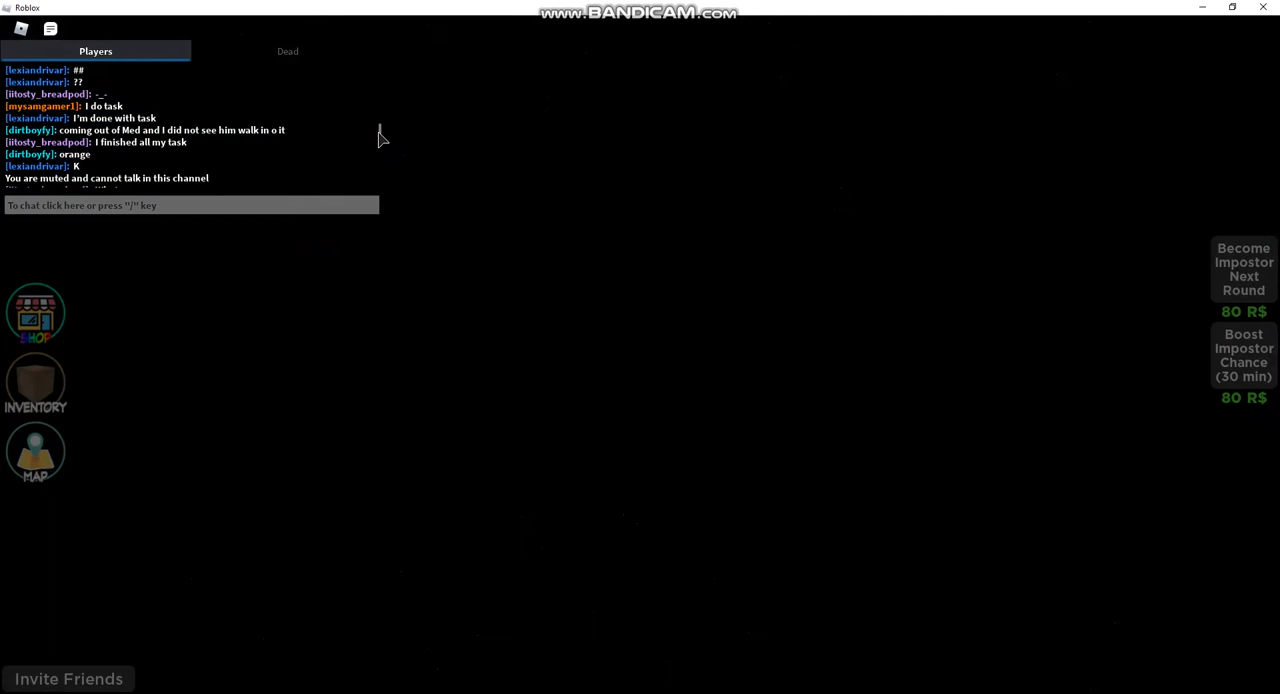 Roblox
www.BANDICAM.com
Players
Dead
[lexiandrivar]: ##
[lexiandrivar]: ??
[iitosty_breadpod]: -_-
[mysamgamer1]: I do task
[lexiandrivar]: I'm done with task
[dirtboyfy]: coming out of Med and I did not see him walk in o it
[iitosty_breadpod]: I finished all my task
[dirtboyfy]: orange
[lexiandrivar]: K
You are muted and cannot talk in this channel
To chat click here or press "/" key
SHOP
INVENTORY
MAP
Become
Impostor
Next
Round
80 R$
Boost
Impostor
Chance
(30 min)
80 R$
Invite Friends